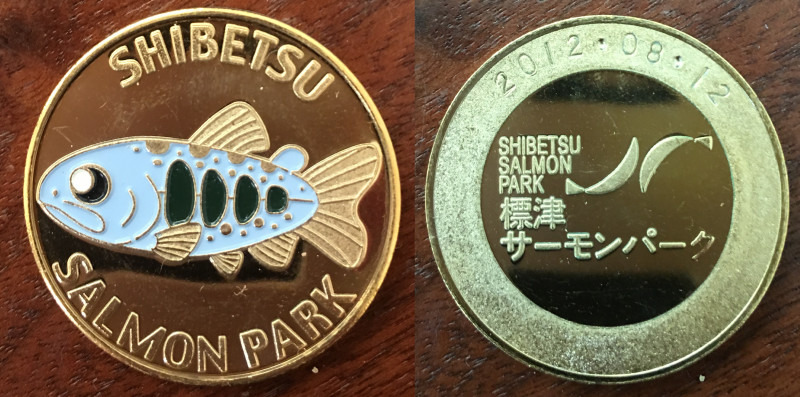 SHIBETSU
SALMON PARK
2012・08・12
SHIBETSU
SALMON
PARK
標津
サーモンパーク